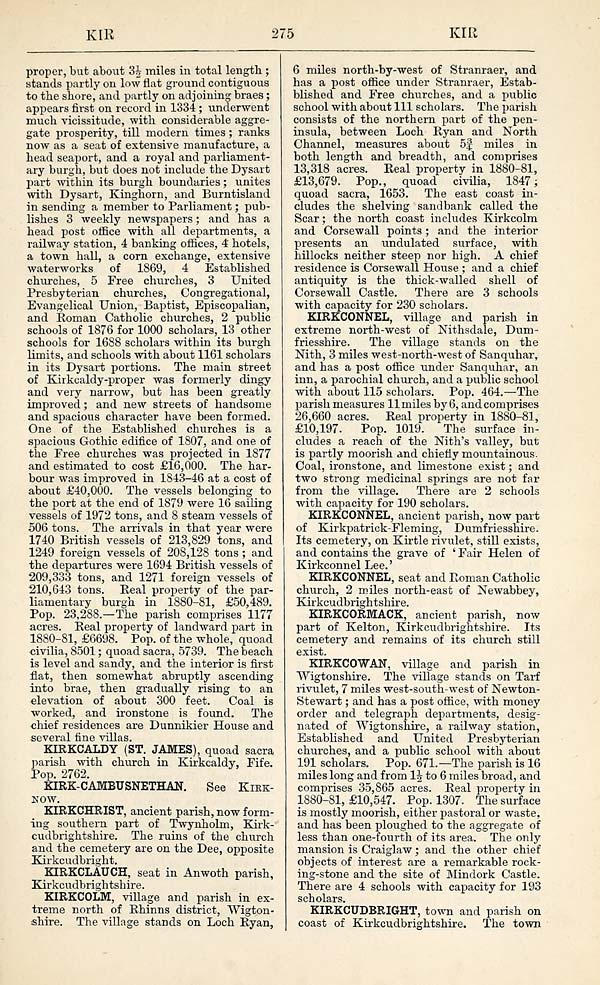 KIR 275 KIR
proper, but about 3½ miles in total length ;
stands partly on low flat ground contiguous
to the shore, and partly on adjoining braes ;
appears first on record in 1334 ; underwent
much vicissitude, with considerable aggre-
gate prosperity, till modern times ; ranks
now as a seat of extensive manufacture, a
head seaport, and a royal and parliament-
ary burgh, but does not include the Dysart
part within its burgh boundaries ; unites
with Dysart, Kinghorn, and Burntisland
in sending a member to Parliament ; pub-
lishes 3 weekly newspapers ; and has a
head post office with all departments, a
railway station, 4 banking offices, 4 hotels,
a town hall, a corn exchange, extensive
waterworks of 1869, 4 Established
churches, 5 Free churches, 3 United
Presbyterian churches, Congregational,
Evangelical Union, Baptist, Episcopalian,
and Roman Catholic churches, 2 public
schools of 1876 for 1000 scholars, 13 other
schools for 1688 scholars within its burgh
limits, and schools with about 1161 scholars
in its Dysart portions. The main street
of Kirkcaldy-proper was formerly dingy
and very narrow, but has been greatly
improved ; and new streets of handsome
and spacious character have been formed.
One of the Established churches is a
spacious Gothic edifice of 1807, and one of
the Free churches was projected in 1877
and estimated to cost £16,000. The har-
bour was improved in 1843-46 at a cost of
about £40,000. The vessels belonging to
the port at the end of 1879 were 16 sailing
vessels of 1972 tons, and 8 steam vessels of
506 tons. The arrivals in that year were
1740 British vessels of 213,829 tons, and
1249 foreign vessels of 208,128 tons ; and
the departures were 1694 British vessels of
209,333 tons, and 1271 foreign vessels of
210,643 tons. Real property of the par-
liamentary burgh in 1880-81, £50,489.
Pop. 23,288.—The parish comprises 1177
acres. Real property of landward part in
1880-81, £6698. Pop. of the whole, quoad
civilia, 8501 ; quoad sacra, 5739. The beach
is level and sandy, and the interior is first
flat, then somewhat abruptly ascending
into brae, then gradually rising to an
elevation of about 300 feet. Coal is
worked, and ironstone is found. The
chief residences are Dunnikier House and
several fine villas.
KIRKCALDY (ST. JAMES), quoad sacra
parish with church in Kirkcaldy, Fife.
Pop. 2762.
KIRK-CAMBUSNETHAN. See KIRK-
NOW.
KIRKCHRIST, ancient parish, now form-
ing southern part of Twynholm, Kirk-
cudbrightshire. The ruins of the church
and the cemetery are on the Dee, opposite
Kirkcudbright.
KIRKCLAUCH, seat in Anwoth parish,
Kirkcudbrightshire.
KIRKCOLM, village and parish in ex-
treme north of Rhinns district, Wigton-
shire. The village stands on Loch Ryan,
6 miles north-by-west of Stranraer, and
has a post office under Stranraer, Estab-
blished and Free churches, and a public
school with about 111 scholars. The parish
consists of the northern part of the pen-
insula, between Loch Ryan and North
Channel, measures about 5¾ miles in
both length and breadth, and comprises
13,318 acres. Real property in 1880-81,
£13,679. Pop., quoad civilia, 1847 ;
quoad sacra, 1653. The east coast in-
cludes the shelving sandbank called the
Scar ; the north coast includes Kirkcolm
and Corsewall points ; and the interior
presents an undulated surface, with
hillocks neither steep nor high. A chief
residence is Corsewall House ; and a chief
antiquity is the thick-walled shell of
Corsewall Castle. There are 3 schools
with capacity for 230 scholars.
KIRKCONNEL, village and parish in
extreme north-west of Nithsdale, Dum-
friesshire. The village stands on the
Nith, 3 miles west-north-west of Sanquhar,
and has a post office under Sanquhar, an
inn, a parochial church, and a public school
with about 115 scholars. Pop. 464.—The
parish measures 11 miles by 6, and comprises
26,660 acres. Real property in 1880-81,
£10,197. Pop. 1019. The surface in-
cludes a reach of the Nith's valley, but
is partly moorish and chiefly mountainous.
Coal, ironstone, and limestone exist ; and
two strong medicinal springs are not far
from the village. There are 2 schools
with capacity for 190 scholars.
KIRKCONNEL, ancient parish, now part
of Kirkpatrick-Fleming, Dumfriesshire.
Its cemetery, on Kirtle rivulet, still exists,
and contains the grave of 'Fair Helen of
Kirkconnel Lee.'
KIRKCONNEL, seat and Roman Catholic
church, 2 miles north-east of Newabbey,
Kirkcudbrightshire.
KIRKCORMACK, ancient parish, now
part of Kelton, Kirkcudbrightshire. Its
cemetery and remains of its church still
exist.
KIRKCOWAN, village and parish in
Wigtonshire. The village stands on Tarf
rivulet, 7 miles west-south-west of Newton-
Stewart ; and has a post office, with money
order and telegraph departments, desig-
nated of Wigtonshire, a railway station,
Established and United Presbyterian
churches, and a public school with about
191 scholars. Pop. 671.—The parish is 16
miles long and from 1½ to 6 miles broad, and
comprises 35,865 acres. Real property in
1880-81, £10,547. Pop. 1307. The surface
is mostly moorish, either pastoral or waste,
and has been ploughed to the aggregate of
less than one-fourth of its area. The only
mansion is Craiglaw ; and the other chief
objects of interest are a remarkable rock-
ing-stone and the site of Mindork Castle.
There are 4 schools with capacity for 193
scholars.
KIRKCUDBRIGHT, town and parish on
coast of Kirkcudbrightshire. The town